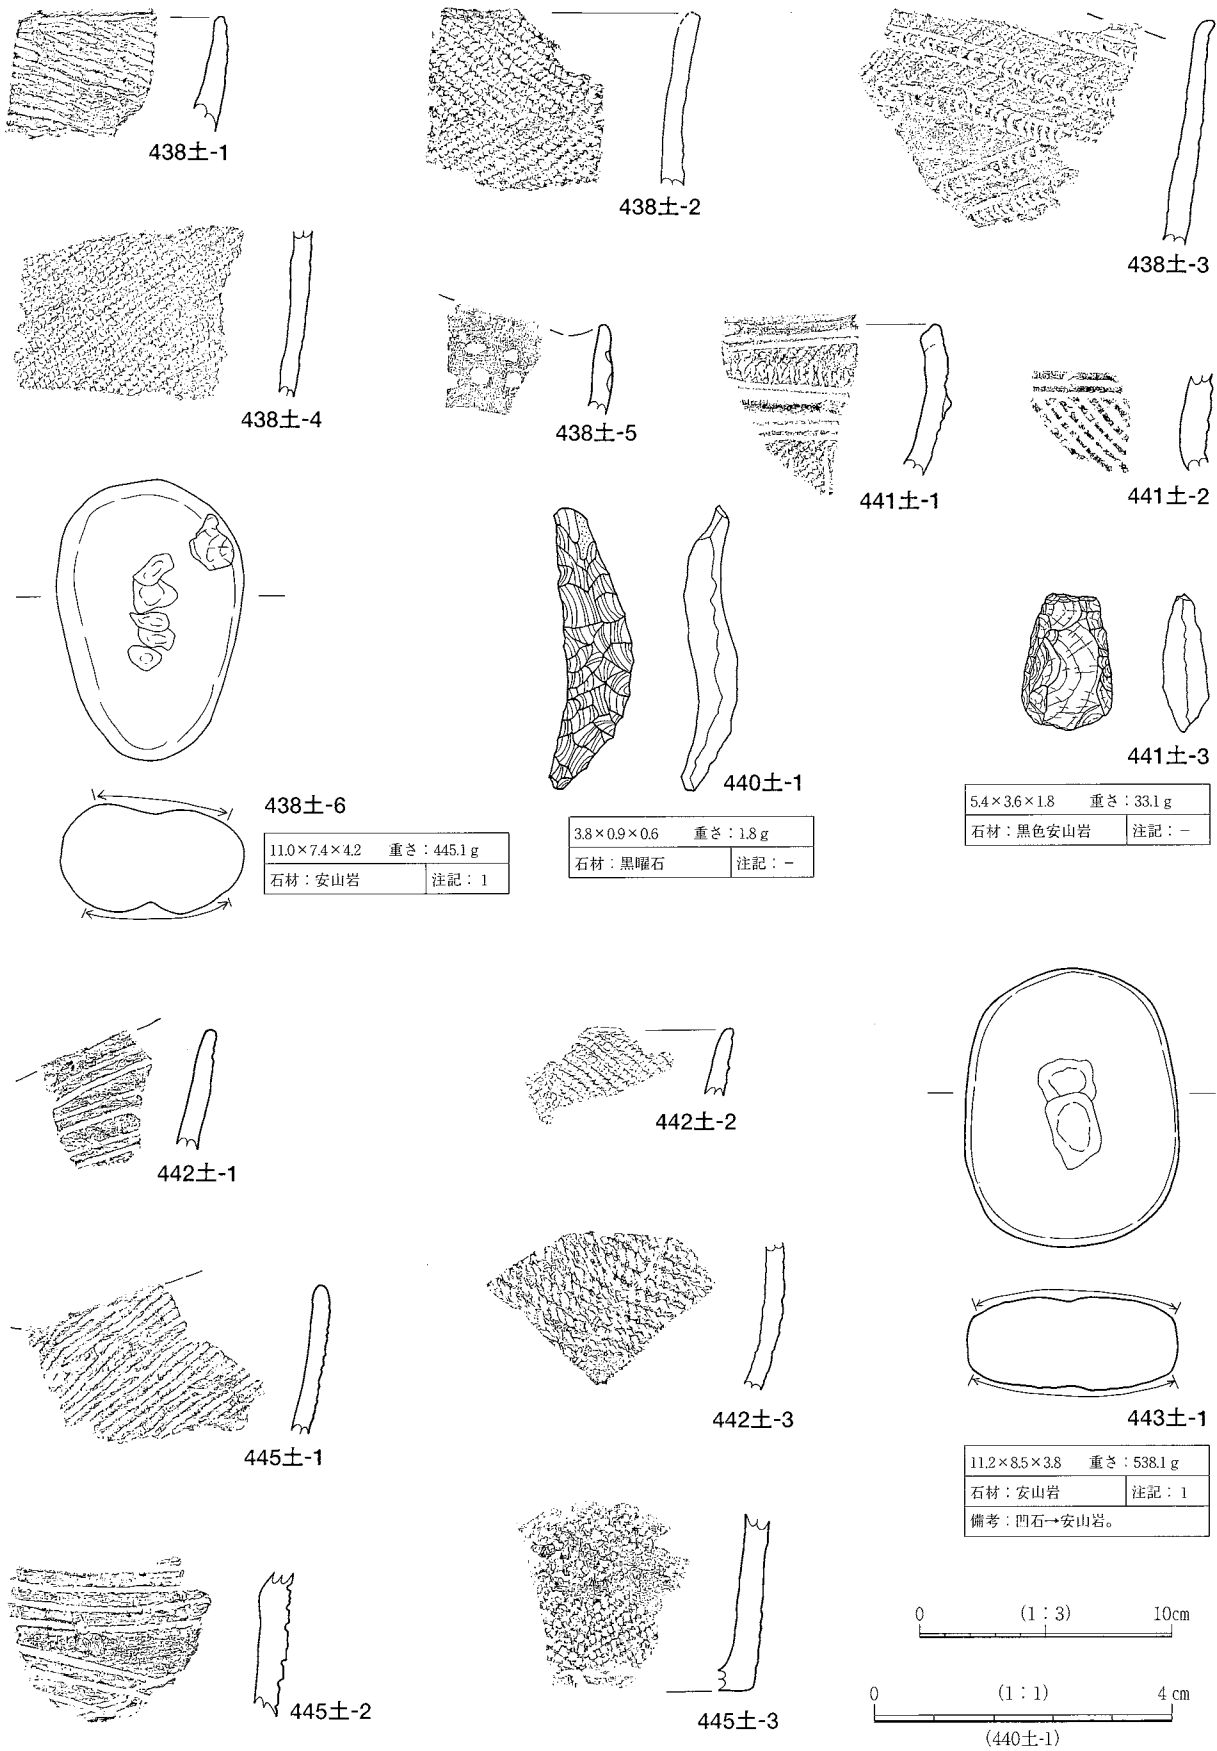 438土-1
438土-2
438土-3
438土-4
438土-5
441土-1
441土-2
438土-6
11.0×7.4×4.2 重さ：445.1 g
石材：安山岩 注記：1
440土-1
3.8×0.9×0.6 重さ：1.8 g
石材：黒曜石 注記：－
441土-3
5.4×3.6×1.8 重さ：33.1 g
石材：黒色安山岩 注記：－
442土-1
442土-2
445土-1
442土-3
443土-1
11.2×8.5×3.8 重さ：538.1 g
石材：安山岩 注記：1
備考：凹石→安山岩。
445土-2
445土-3
0 (1：3) 10cm
0 (1：1) 4 cm
(440土-1)